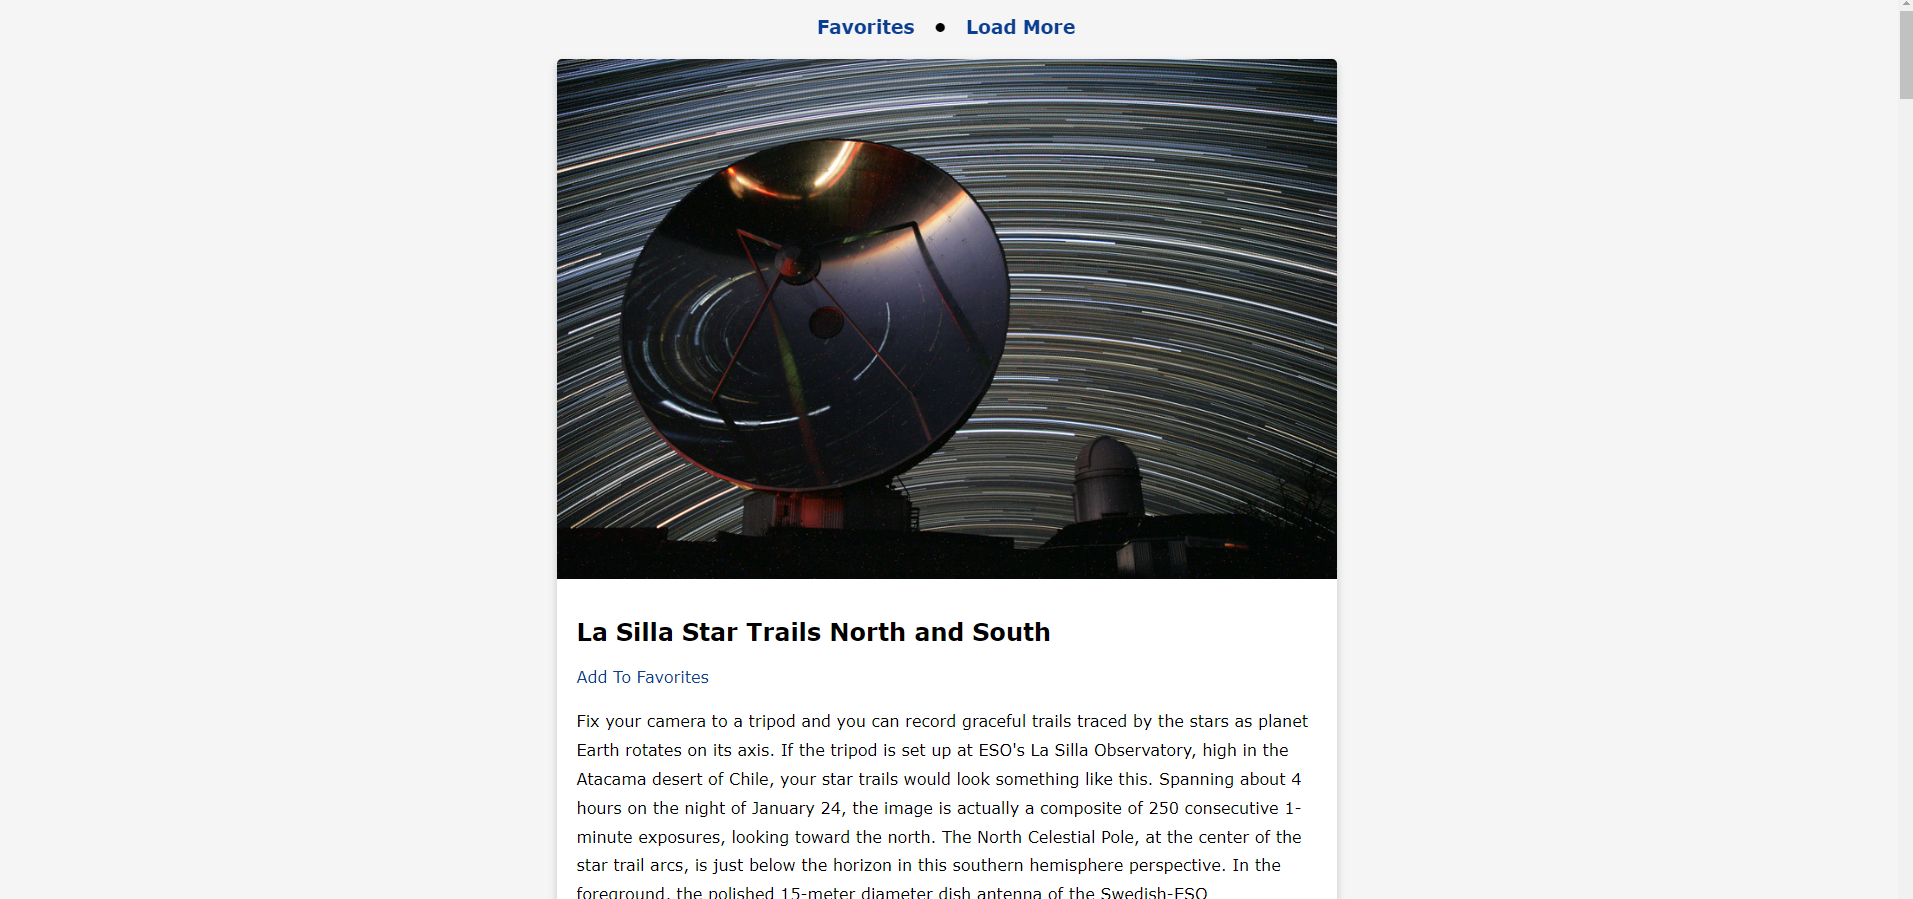 Favorites ● Load More
La Silla Star Trails North and South
Add To Favorites
Fix your camera to a tripod and you can record graceful trails traced by the stars as planet
Earth rotates on its axis. If the tripod is set up at ESO's La Silla Observatory, high in the
Atacama desert of Chile, your star trails would look something like this. Spanning about 4
hours on the night of January 24, the image is actually a composite of 250 consecutive 1-
minute exposures, looking toward the north. The North Celestial Pole, at the center of the
star trail arcs, is just below the horizon in this southern hemisphere perspective. In the
foreground, the polished 15-meter diameter dish antenna of the Swedish-ESO